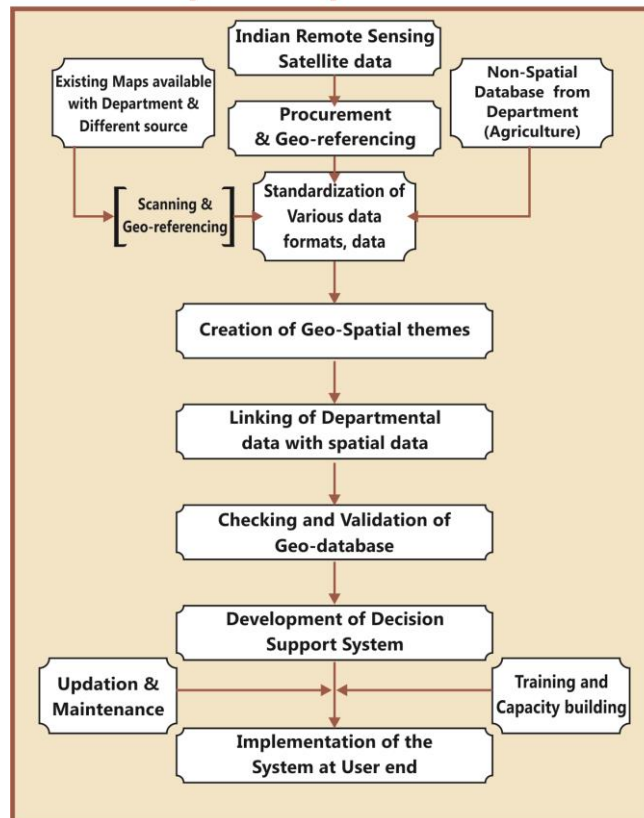 Indian Remote Sensing
Satellite data
Existing Maps available
with Department &
Different source
Non-Spatial
Database from
Department
(Agriculture)
Procurement
& Geo-referencing
Scanning &
Geo-referencing
Standardization of
Various data
formats, data
Creation of Geo-Spatial themes
Linking of Departmental
data with spatial data
Checking and Validation of
Geo-database
Development of Decision
Support System
Updation &
Maintenance
Training and
Capacity building
Implementation of the
System at User end